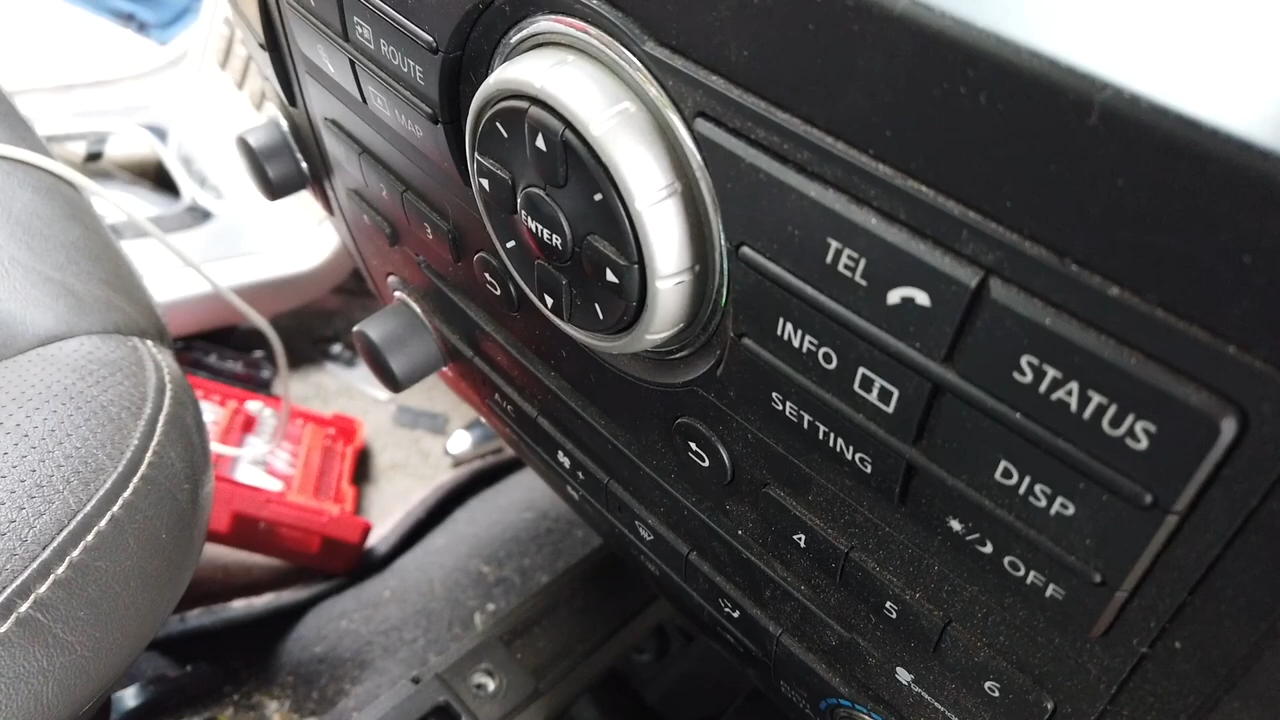 ROUTE
MAP
2
3
ENTER
TEL
INFO
i
STATUS
SETTING
DISP
OFF
A/C
4
5
6